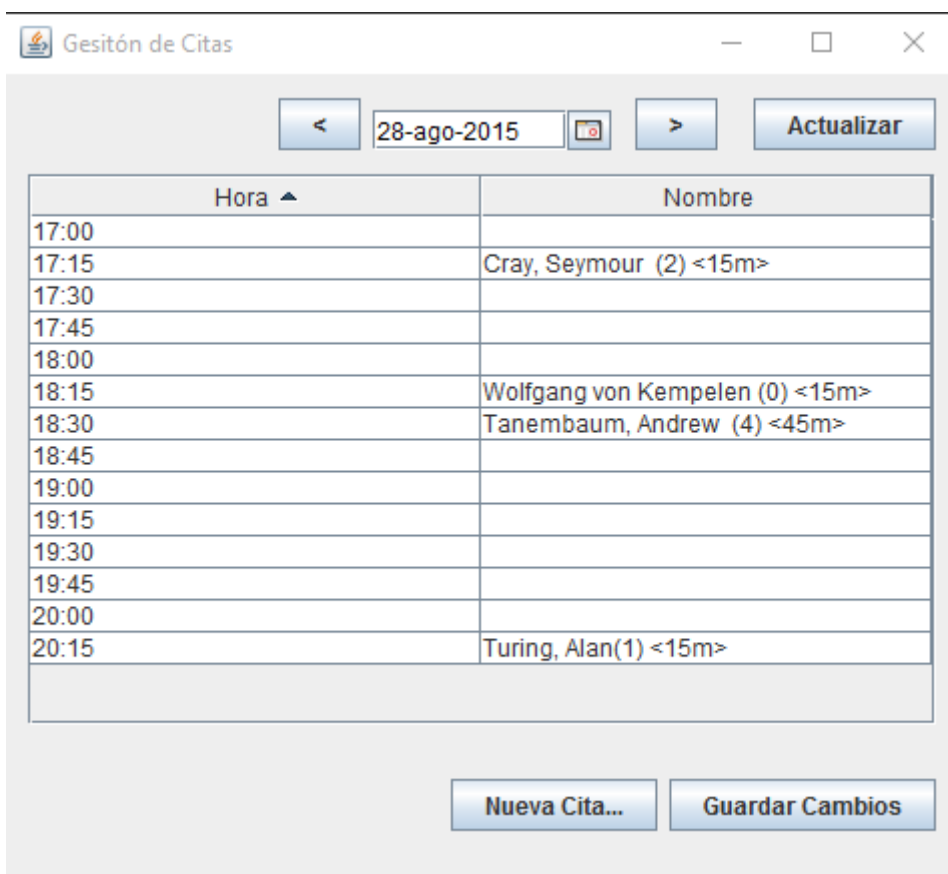 Gesitón de Citas
< 28-ago-2015 > Actualizar
Hora Nombre
17:00
17:15 Cray, Seymour (2) <15m>
17:30
17:45
18:00
18:15 Wolfgang von Kempelen (0) <15m>
18:30 Tanembaum, Andrew (4) <45m>
18:45
19:00
19:15
19:30
19:45
20:00
20:15 Turing, Alan(1) <15m>
Nueva Cita... Guardar Cambios